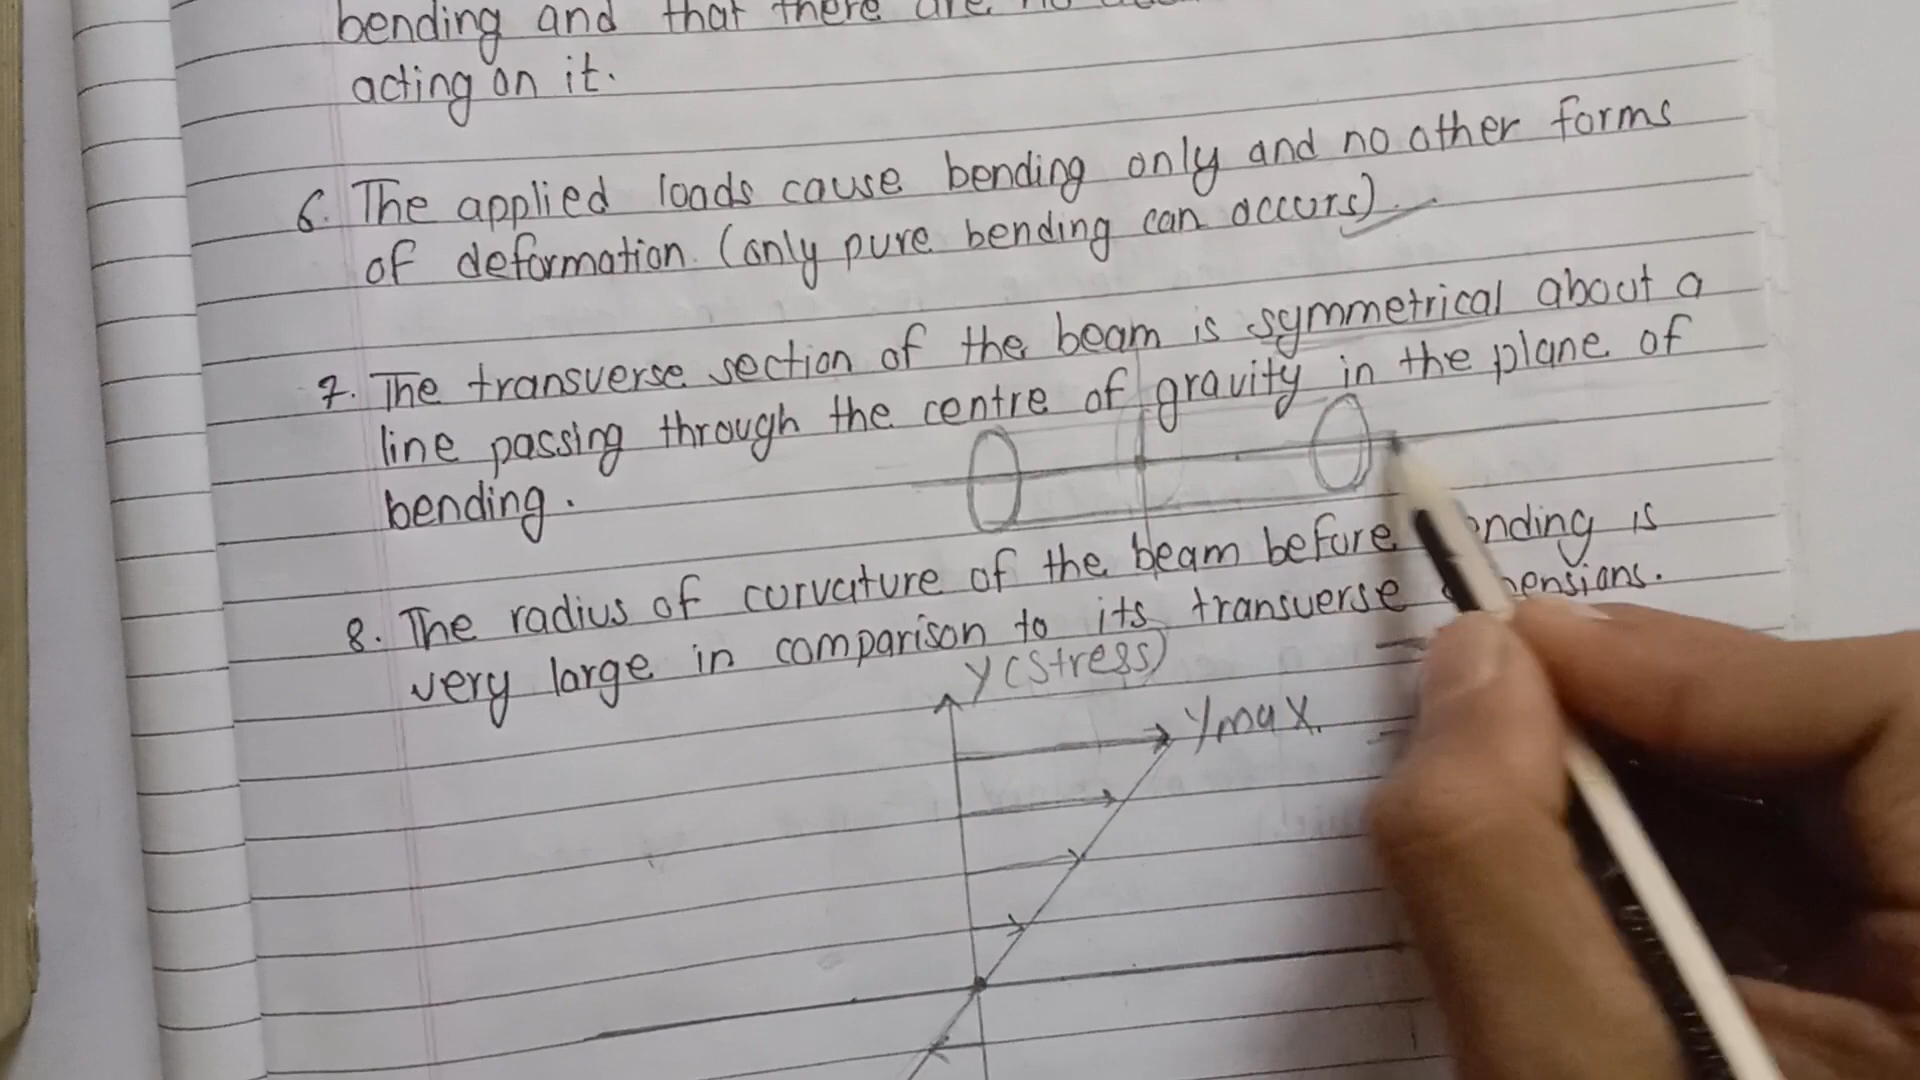 bending and that there are no
acting on it.
6. The applied loads cause bending only and no other forms
of deformation. (only pure bending can occurs).
7. The transverse section of the beam is symmetrical about a
line passing through the centre of gravity in the plane of
bending.
8. The radius of curvature of the beam before is
very large in comparison to its transverse
y (stress)
Ymax.